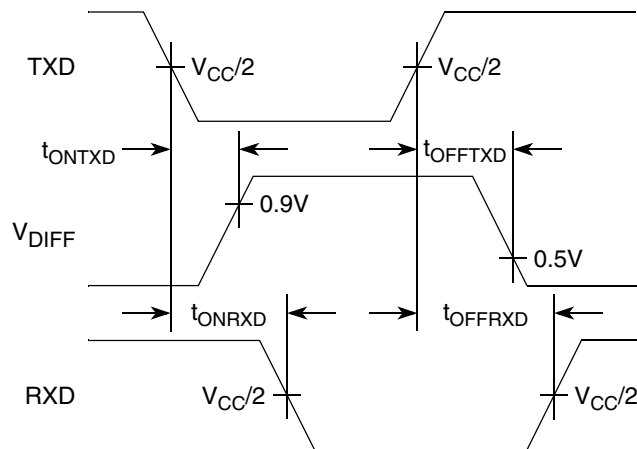 TXD
V_CC/2
V_CC/2
t_ONTXD
t_OFFTXD
0.9V
V_DIFF
0.5V
t_ONRXD
t_OFFRXD
RXD
V_CC/2
V_CC/2